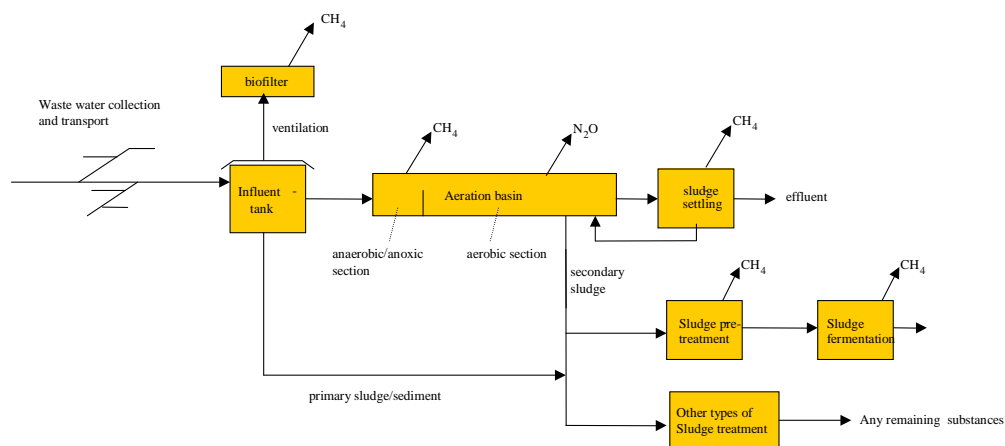 CH4
biofilter
Waste water collection
and transport
ventilation
CH4
N2O
CH4
Influent -
tank
Aeration basin
sludge
settling
effluent
anaerobic/anoxic
section
aerobic section
secondary
sludge
CH4
CH4
Sludge pre-
treatment
Sludge
fermentation
primary sludge/sediment
Other types of
Sludge treatment
Any remaining substances